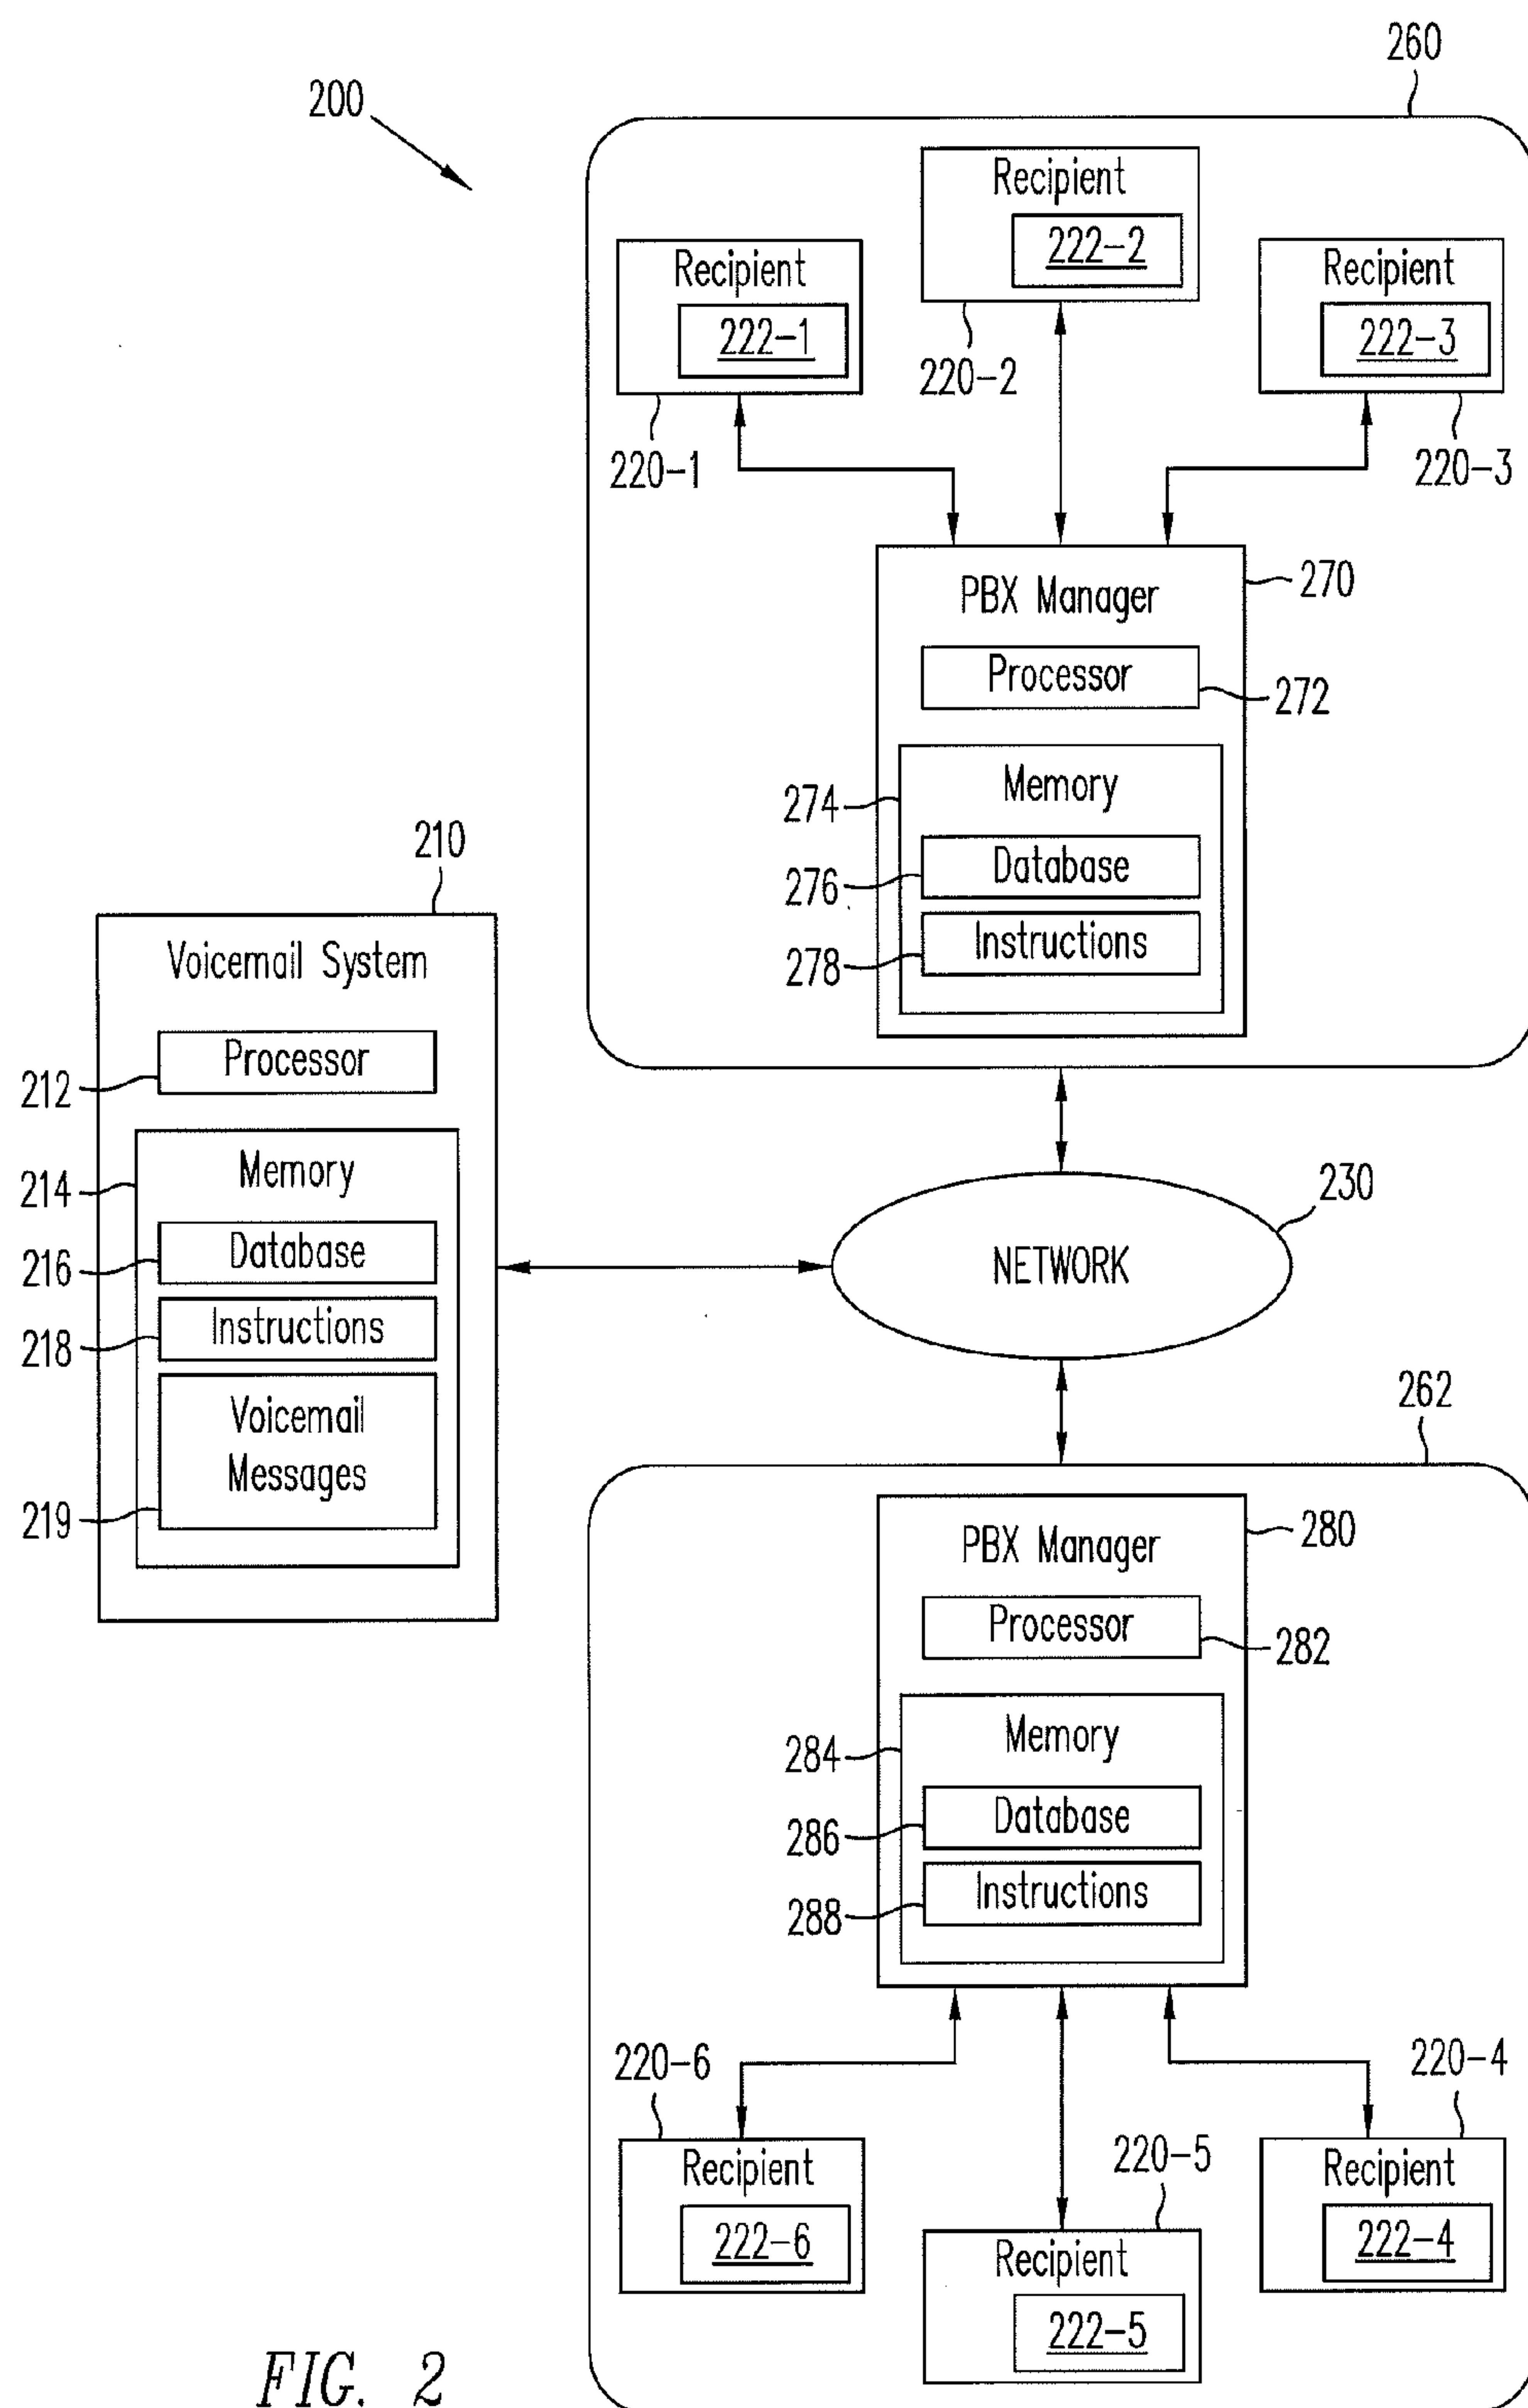 260
200
Recipient
222-2
Recipient
222-1
Recipient
222-3
220-2
220-1
220-3
PBX Manager
270
Processor
272
Memory
274
Database
276
Instructions
278
210
Voicemail System
Processor
212
Memory
214
Database
216
Instructions
218
Voicemail
Messages
219
230
NETWORK
262
PBX Manager
280
Processor
282
Memory
284
Database
286
Instructions
288
220-6
220-4
220-5
Recipient
222-6
Recipient
222-4
Recipient
222-5
FIG. 2